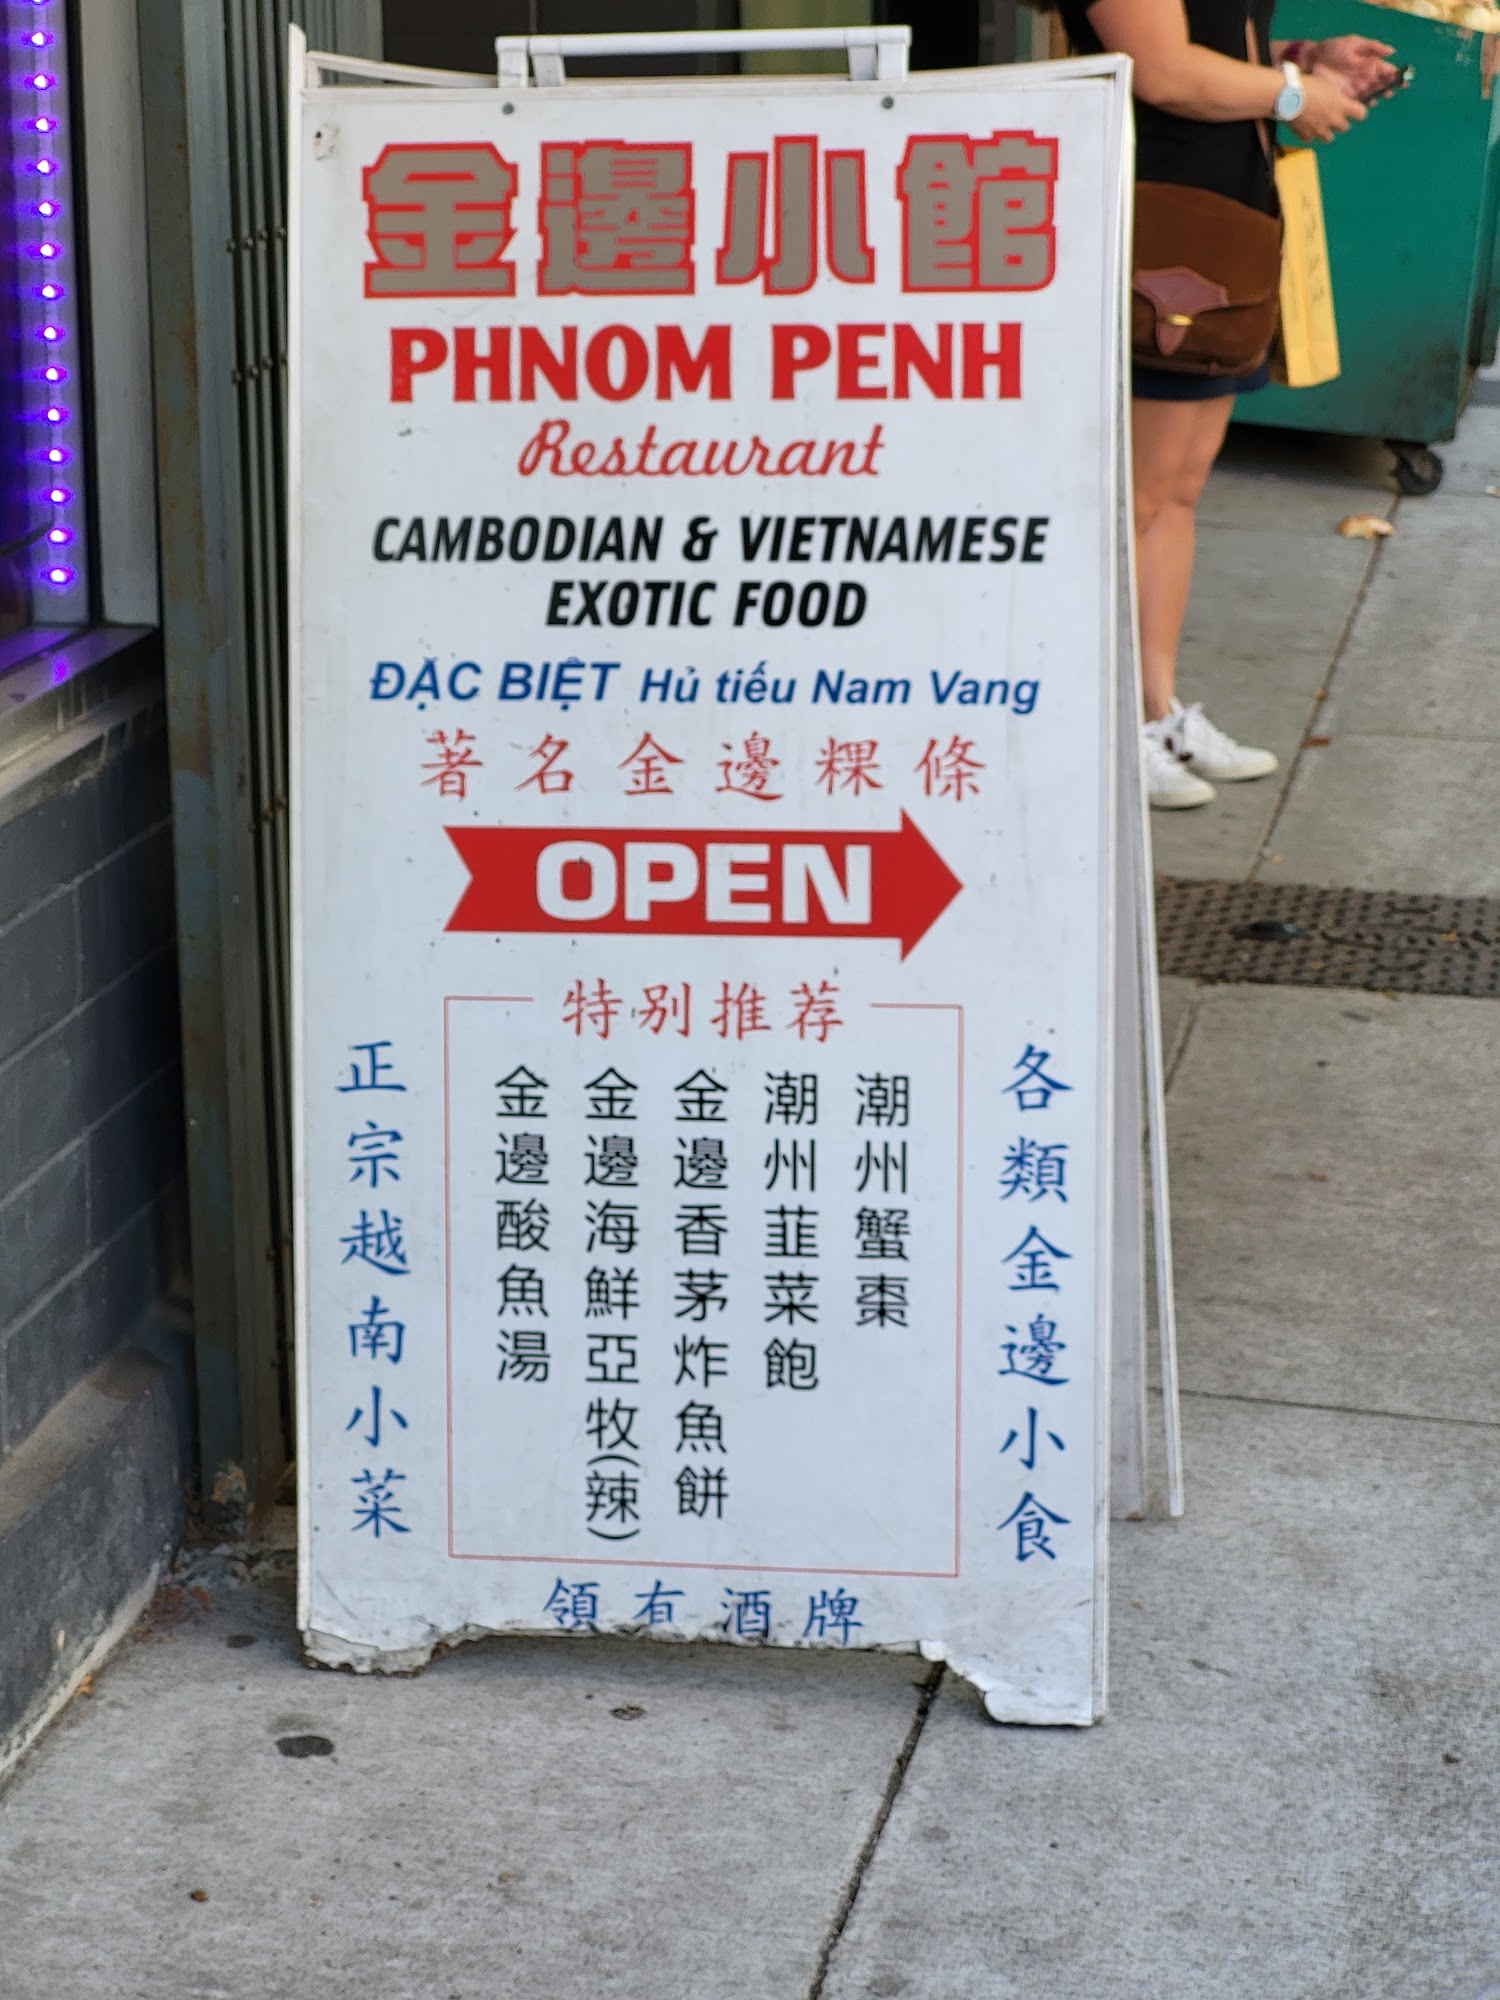 金邊小館
PHNOM PENH
Restaurant
CAMBODIAN & VIETNAMESE
EXOTIC FOOD
ĐẶC BIỆT Hủ tiếu Nam Vang
著名金邊粿條
OPEN
特别推荐
各類金邊小食
潮州蟹棗
潮州韮菜飽
金邊香茅炸魚餅
金邊海鮮亞牧(辣)
金邊酸魚湯
正宗越南小菜
領有酒牌